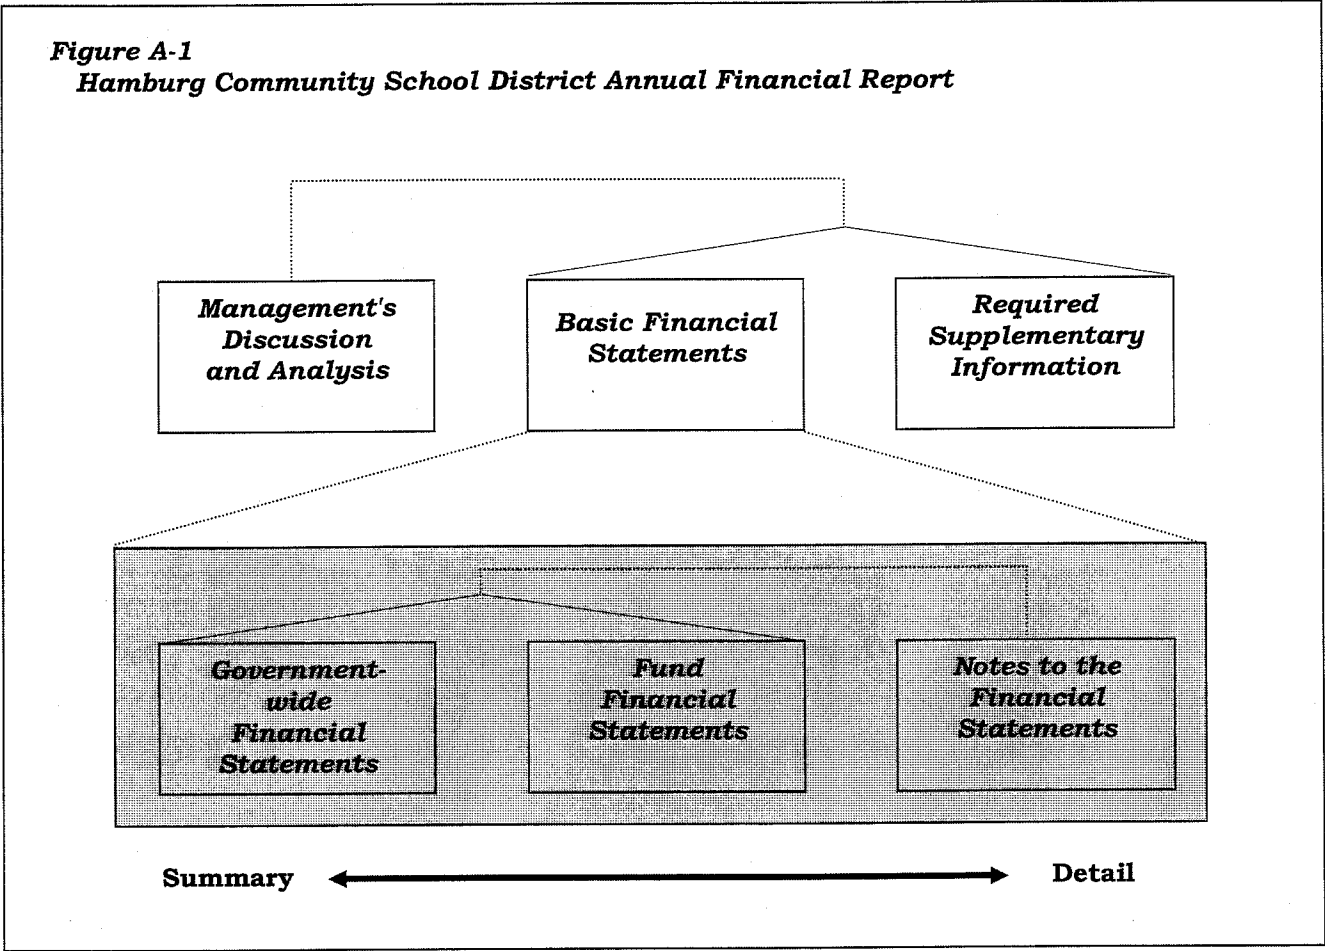 Figure A-1
Hamburg Community School District Annual Financial Report
Management's
Discussion
and Analysis
Basic Financial
Statements
Required
Supplementary
Information
Government-
wide
Financial
Statements
Fund
Financial
Statements
Notes to the
Financial
Statements
Summary
Detail